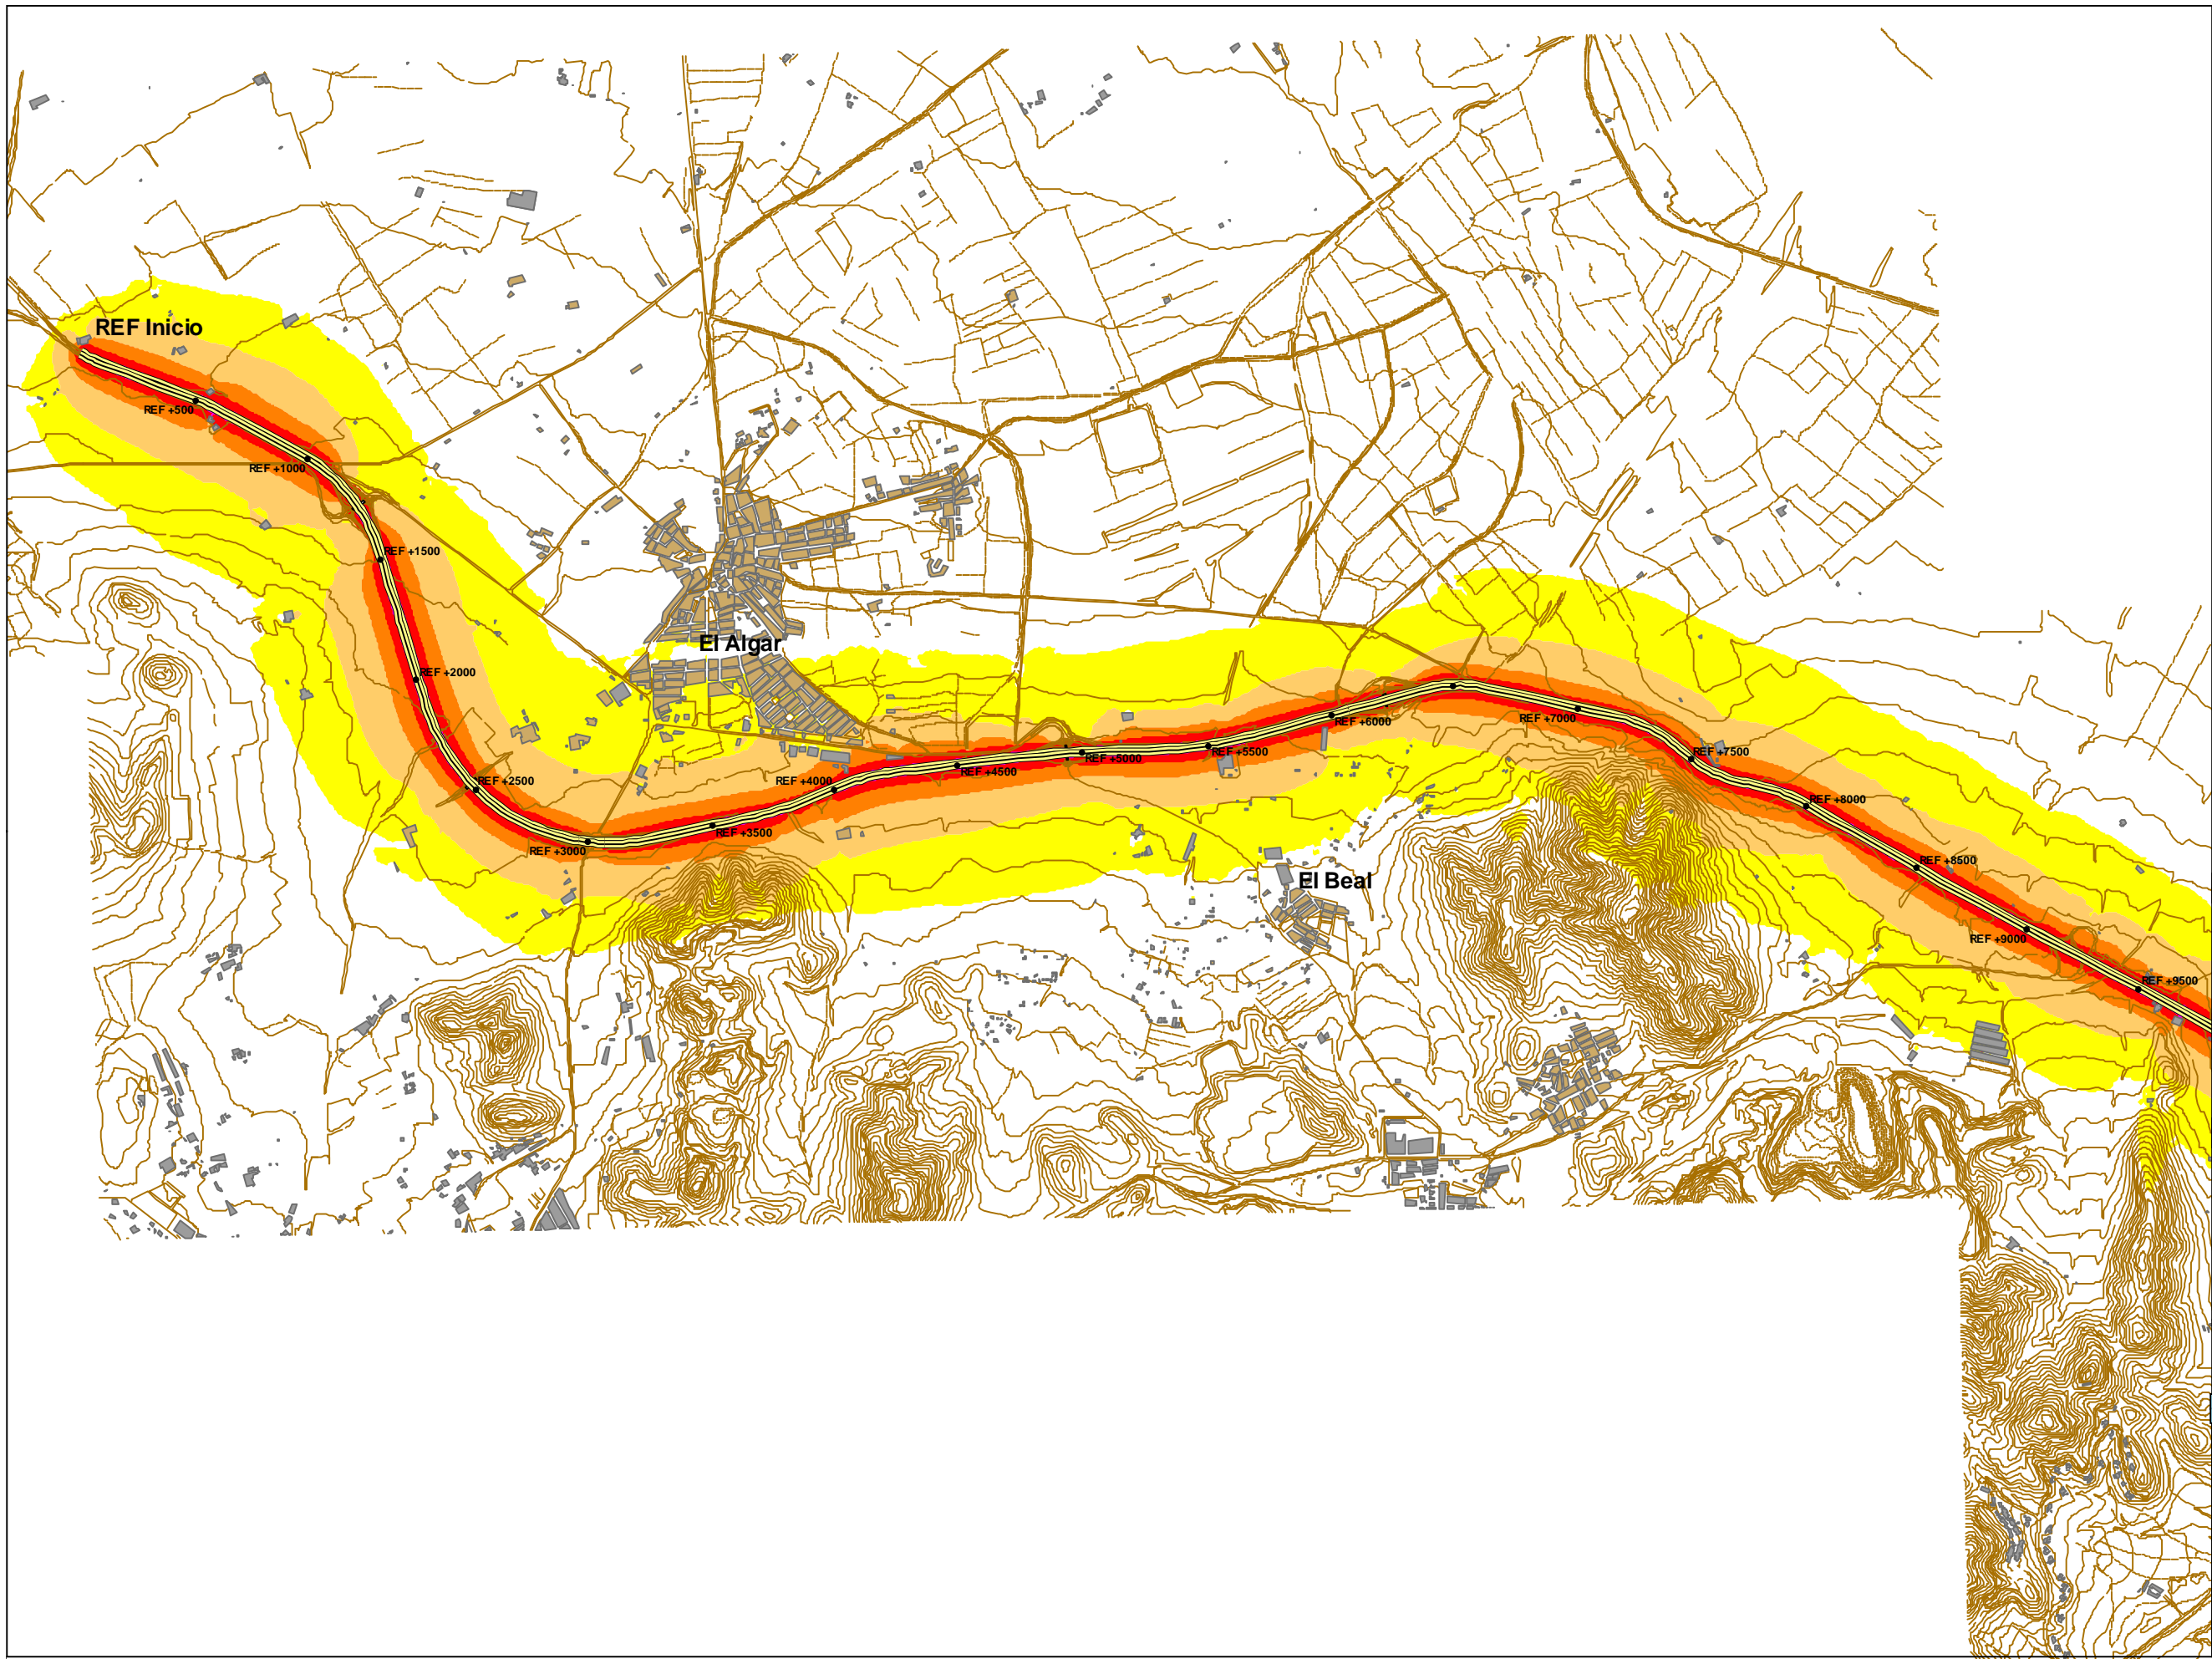 REF Inicio
REF +500
REF +1000
REF +1500
El Algar
REF +2000
REF +6000
REF +7000
REF +7500
REF +5500
REF +5000
REF +4500
REF +4000
REF +2500
REF +8000
REF +3500
REF +3000
REF +8500
El Beal
REF +9000
REF +9500